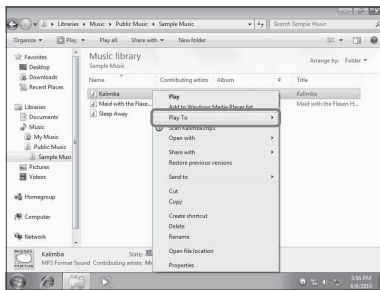 Libraries ▸ Music ▸ Public Music ▸ Sample Music
Search Sample Music
Organize Play Play all Share with New folder
Favorites
Desktop
Downloads
Recent Places
Libraries
Documents
Music
My Music
Public Music
Sample Musi
Pictures
Videos
Homegroup
Computer
Network
Music library
Sample Music
Arrange by: Folder
Name Contributing artists Album # Title
Kalimba Kalimba
Maid with the Flaxe... Maid with the Flaxen H...
Sleep Away
Play
Add to Windows Media Player list
Play To
Scan Kalimba.mp3
Open with
Share with
Restore previous versions
Send to
Cut
Copy
Create shortcut
Delete
Rename
Open file location
Properties
Kalimba State:
MP3 Format Sound Contributing artists:
3:56 PM